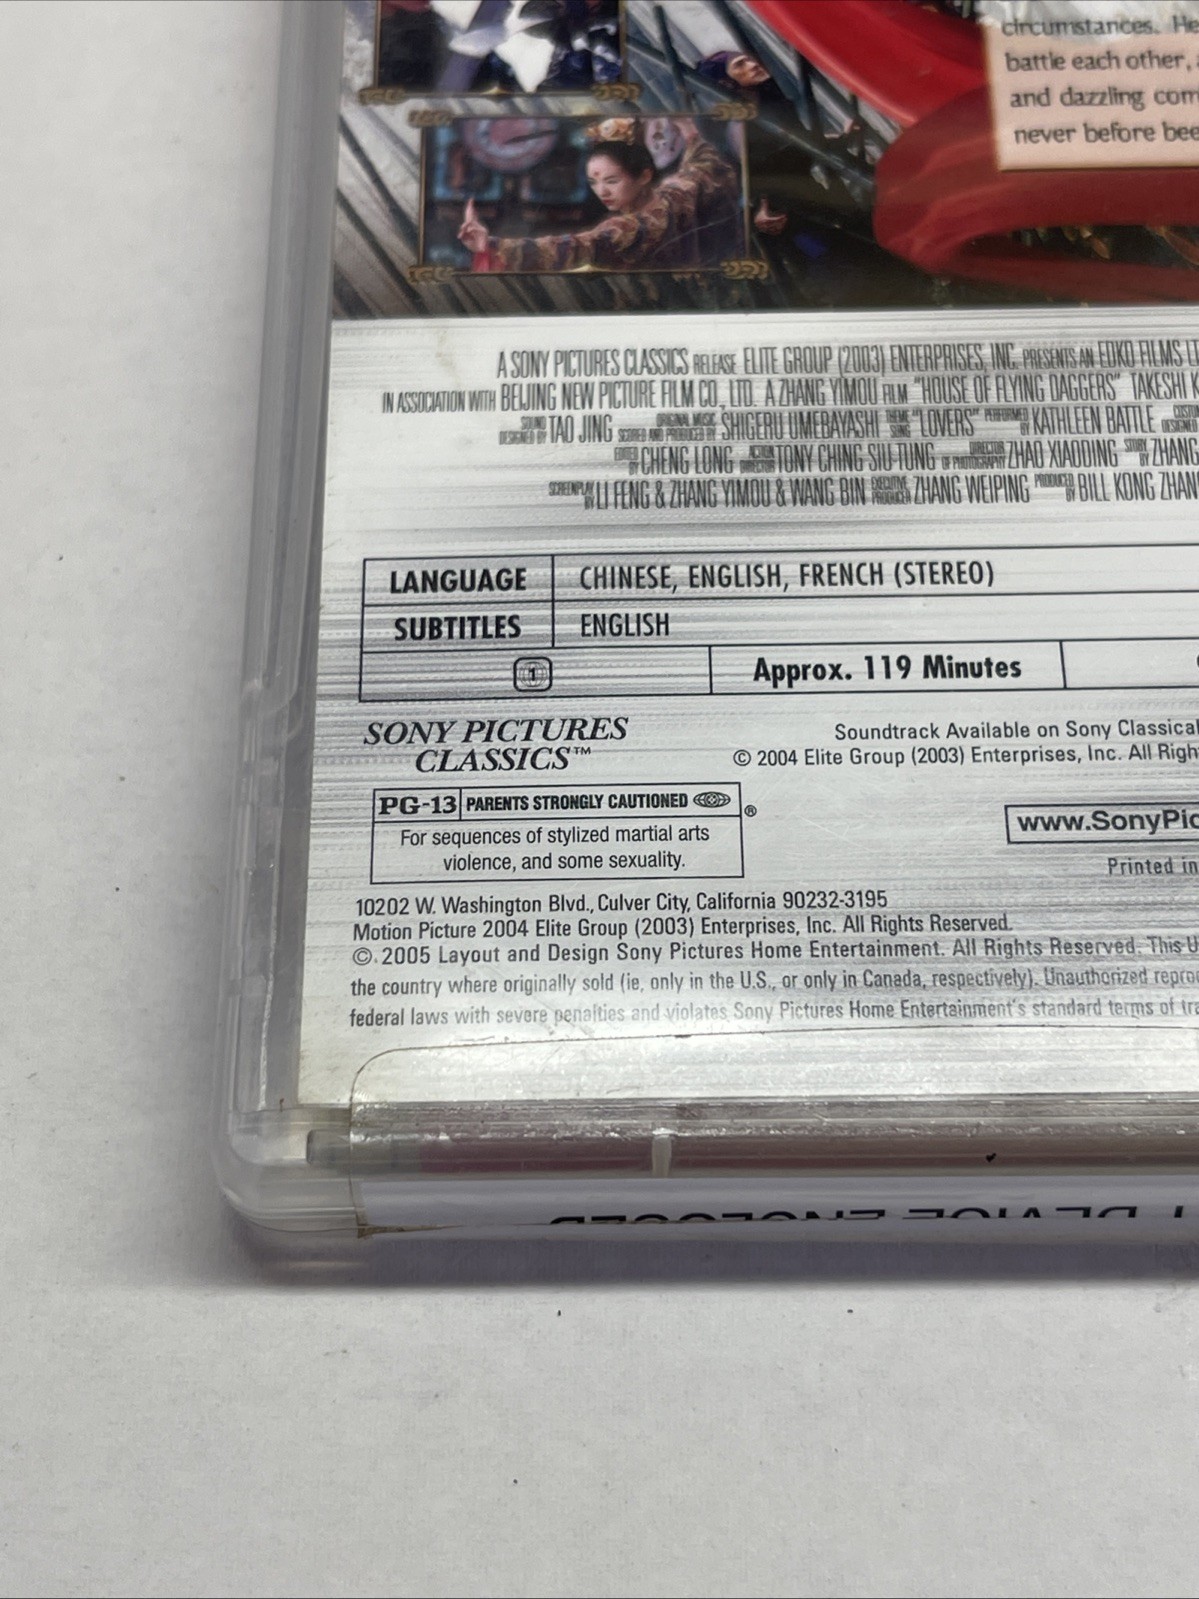 circumstances. He
battle each other,
and dazzling com
never before bee
A SONY PICTURES CLASSICS RELEASE ELITE GROUP (2003) ENTERPRISES, INC. PRESENTS AN EDKO FILMS LT
IN ASSOCIATION WITH BEIJING NEW PICTURE FILM CO., LTD. A ZHANG YIMOU FILM "HOUSE OF FLYING DAGGERS" TAKESHI K
SOUND DESIGNED BY TAO JING ORIGINAL MUSIC SCORED AND PRODUCED BY SHIGERU UMEBAYASHI THEME SONG "LOVERS" PERFORMED BY KATHLEEN BATTLE COSTU DESIGNED
EDITED BY CHENG LONG ACTION DIRECTOR TONY CHING SIU-TUNG DIRECTOR OF PHOTOGRAPHY ZHAO XIAODING STORY BY ZHANG
SCREENPLAY BY LI FENG & ZHANG YIMOU & WANG BIN EXECUTIVE PRODUCER ZHANG WEIPING PRODUCED BY BILL KONG ZHAN
LANGUAGE CHINESE, ENGLISH, FRENCH (STEREO)
SUBTITLES ENGLISH
1 Approx. 119 Minutes
SONY PICTURES
CLASSICS™
Soundtrack Available on Sony Classical
© 2004 Elite Group (2003) Enterprises, Inc. All Righ
PG-13 PARENTS STRONGLY CAUTIONED ®
For sequences of stylized martial arts
violence, and some sexuality.
www.SonyPic
Printed in
10202 W. Washington Blvd., Culver City, California 90232-3195
Motion Picture 2004 Elite Group (2003) Enterprises, Inc. All Rights Reserved.
© 2005 Layout and Design Sony Pictures Home Entertainment. All Rights Reserved. This U
the country where originally sold (ie, only in the U.S., or only in Canada, respectively). Unauthorized repro
federal laws with severe penalties and violates Sony Pictures Home Entertainment's standard terms of tra